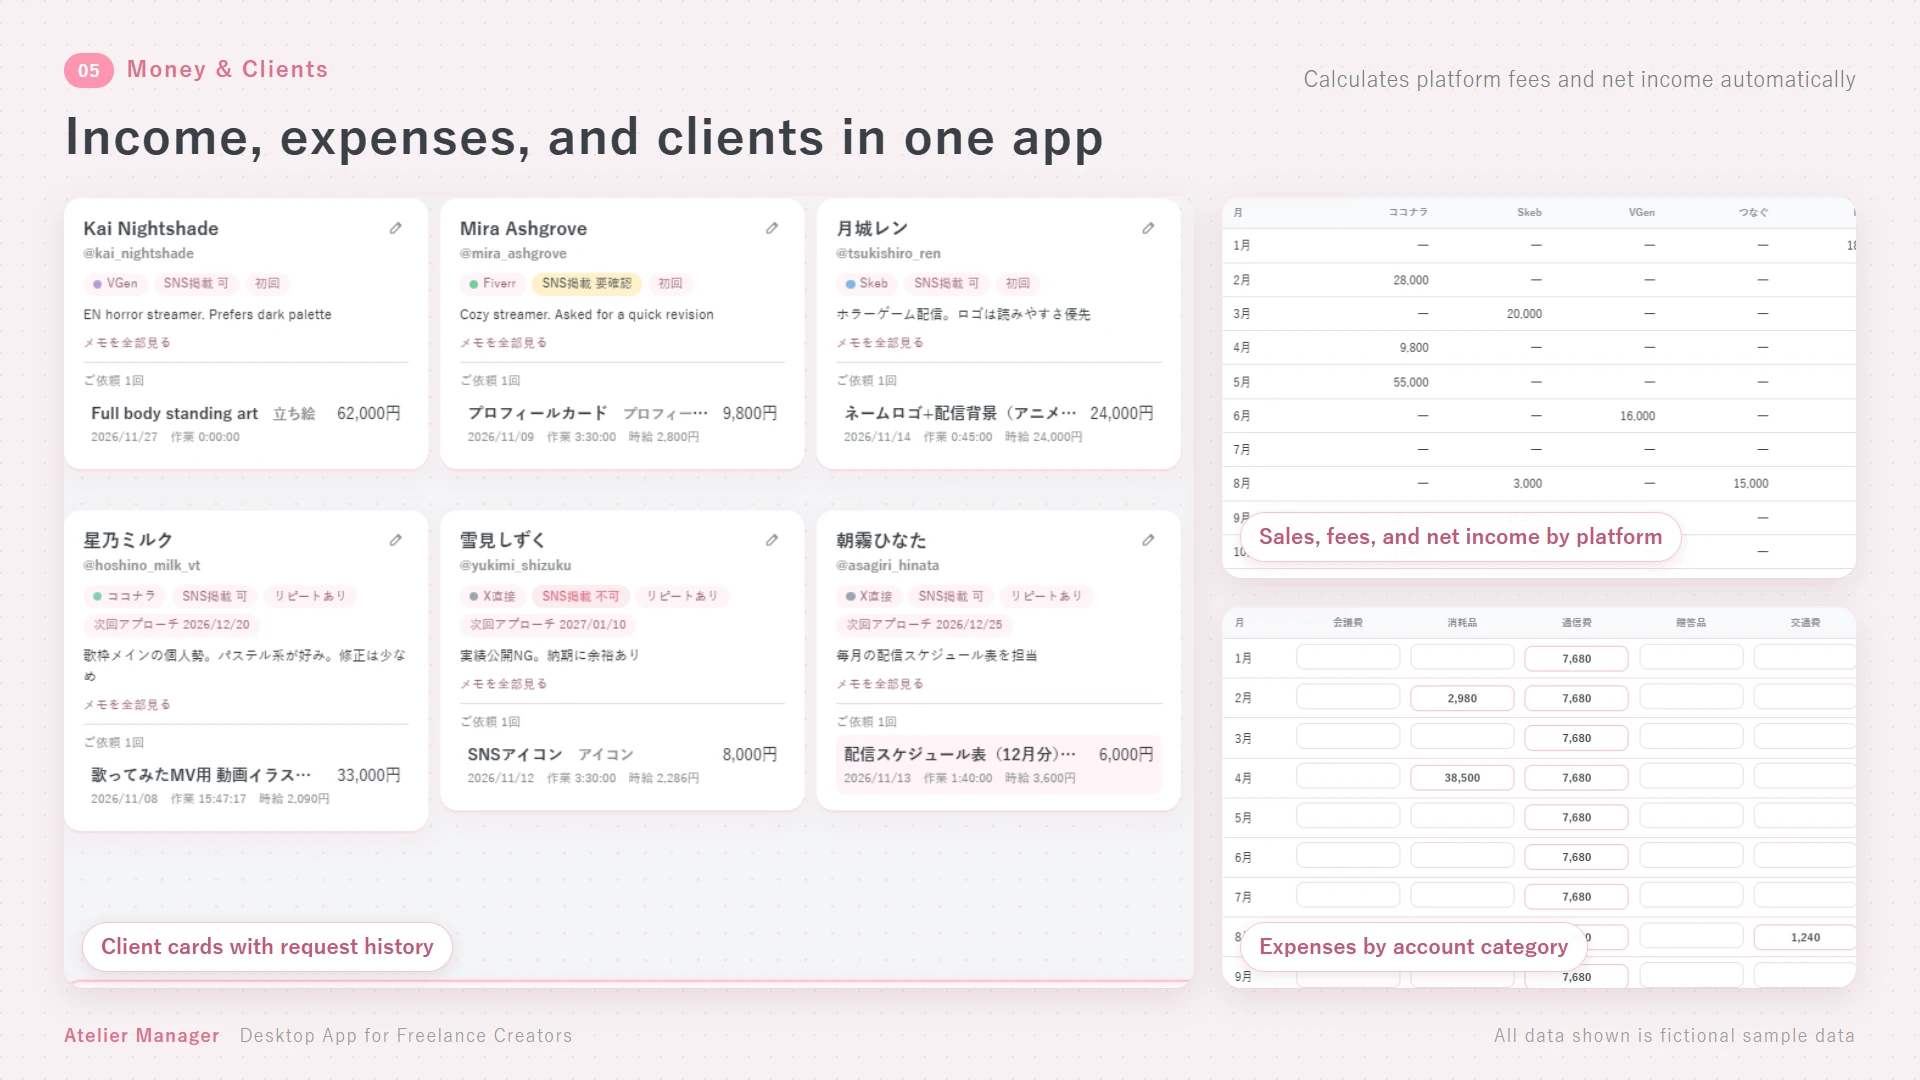 05 Money & Clients
Calculates platform fees and net income automatically
Income, expenses, and clients in one app
Kai Nightshade
@kai_nightshade
VGen SNS掲載 可 初回
EN horror streamer. Prefers dark palette
メモを全部見る
ご依頼 1回
Full body standing art 立ち絵 62,000円
2026/11/27 作業 0:00:00
Mira Ashgrove
@mira_ashgrove
Fiverr SNS掲載 要確認 初回
Cozy streamer. Asked for a quick revision
メモを全部見る
ご依頼 1回
プロフィールカード プロフィー… 9,800円
2026/11/09 作業 3:30:00 時給 2,800円
月城レン
@tsukishiro_ren
Skeb SNS掲載 可 初回
ホラーゲーム配信。ロゴは読みやすさ優先
メモを全部見る
ご依頼 1回
ネームロゴ+配信背景（アニメ… 24,000円
2026/11/14 作業 0:45:00 時給 24,000円
星乃ミルク
@hoshino_milk_vt
ココナラ SNS掲載 可 リピートあり
次回アプローチ 2026/12/20
歌枠メインの個人勢。パステル系が好み。修正は少な
め
メモを全部見る
ご依頼 1回
歌ってみたMV用 動画イラス… 33,000円
2026/11/08 作業 15:47:17 時給 2,090円
雪見しずく
@yukimi_shizuku
X直接 SNS掲載 不可 リピートあり
次回アプローチ 2027/01/10
実績公開NG。納期に余裕あり
メモを全部見る
ご依頼 1回
SNSアイコン アイコン 8,000円
2026/11/12 作業 3:30:00 時給 2,286円
朝霧ひなた
@asagiri_hinata
X直接 SNS掲載 可 リピートあり
次回アプローチ 2026/12/25
毎月の配信スケジュール表を担当
メモを全部見る
ご依頼 1回
配信スケジュール表（12月分）… 6,000円
2026/11/13 作業 1:40:00 時給 3,600円
Client cards with request history
月 ココナラ Skeb VGen つなぐ
1月 — — — — 18
2月 28,000 — — —
3月 — 20,000 — —
4月 9,800 — — —
5月 55,000 — — —
6月 — — 16,000 —
7月 — — — —
8月 — 3,000 — 15,000
9月 —
10 —
Sales, fees, and net income by platform
月 会議費 消耗品 通信費 贈答品 交通費
1月 7,680
2月 2,980 7,680
3月 7,680
4月 38,500 7,680
5月 7,680
6月 7,680
7月 7,680
8 0 1,240
9月 7,680
Expenses by account category
Atelier Manager Desktop App for Freelance Creators
All data shown is fictional sample data